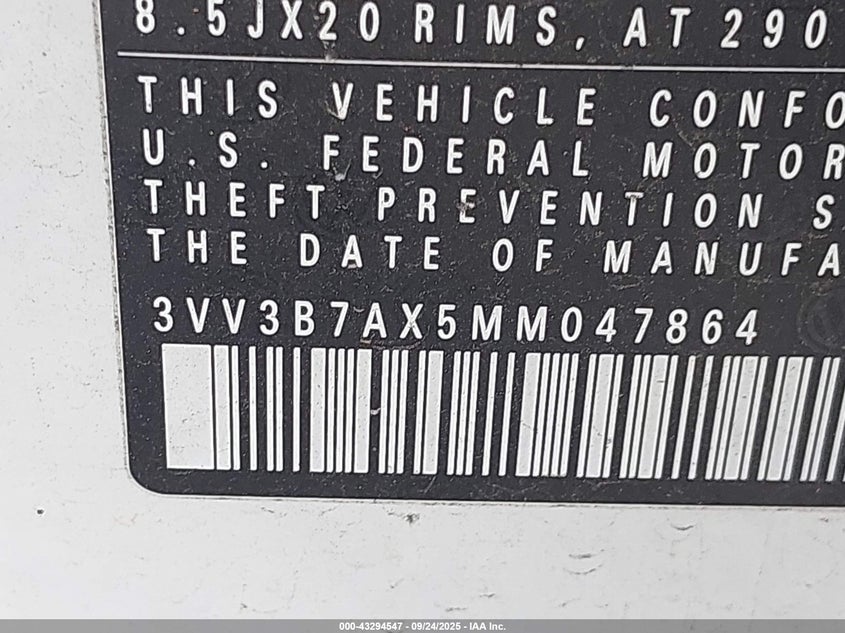 8.5JX20 RIMS, AT 290
THIS VEHICLE CONFO
U.S. FEDERAL MOTOR
THEFT PREVENTION S
THE DATE OF MANUFA
3VV3B7AX5MM047864
000-43294547 - 09/24/2025 - IAA Inc.